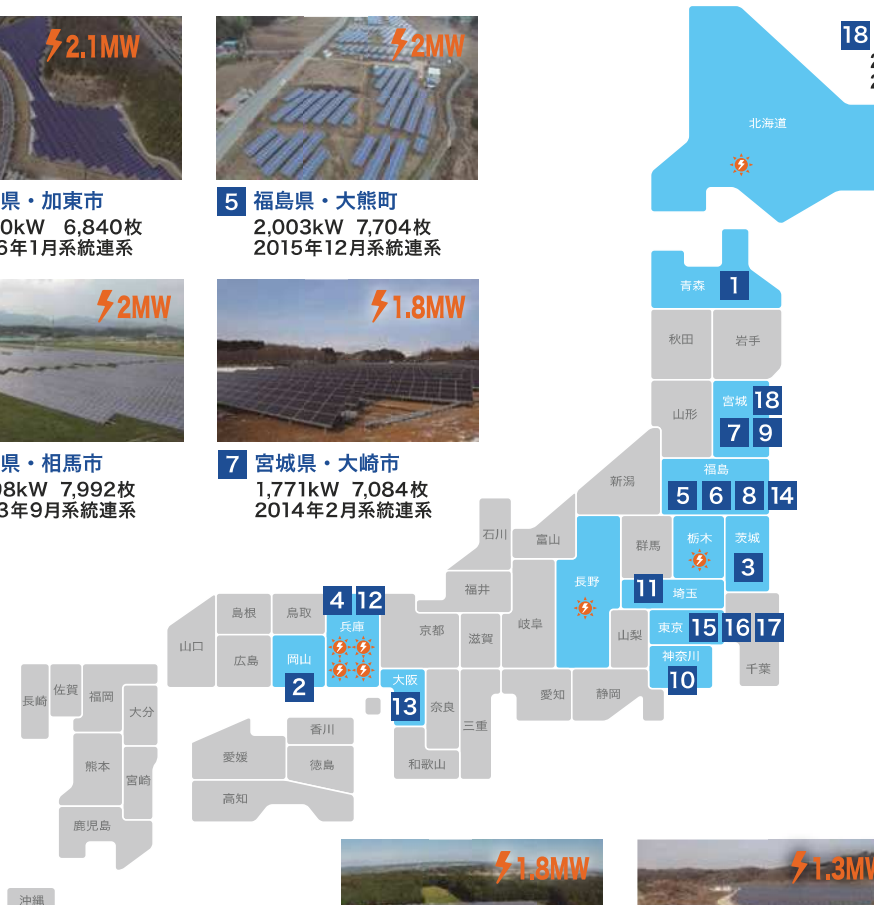 2.1MW
2MW
18
県・加東市
0kW 6,840枚
6年1月系統連系
5 福島県・大熊町
2,003kW 7,704枚
2015年12月系統連系
2MW
1.8MW
県・相馬市
98kW 7,992枚
3年9月系統連系
7 宮城県・大崎市
1,771kW 7,084枚
2014年2月系統連系
北海道
青森 1
秋田
岩手
山形
宮城 18
7 9
新潟
福島
5 6 8 14
石川
富山
群馬
栃木
茨城
3
長野
11 埼玉
福井
岐阜
山梨
東京 15 16 17
神奈川
10
千葉
4 12
島根
鳥取
兵庫
京都
滋賀
山口
広島
岡山
2
大阪
13
奈良
三重
愛知
静岡
和歌山
長崎
佐賀
福岡
大分
熊本
宮崎
鹿児島
香川
愛媛
徳島
高知
沖縄
1.8MW
1.3MW